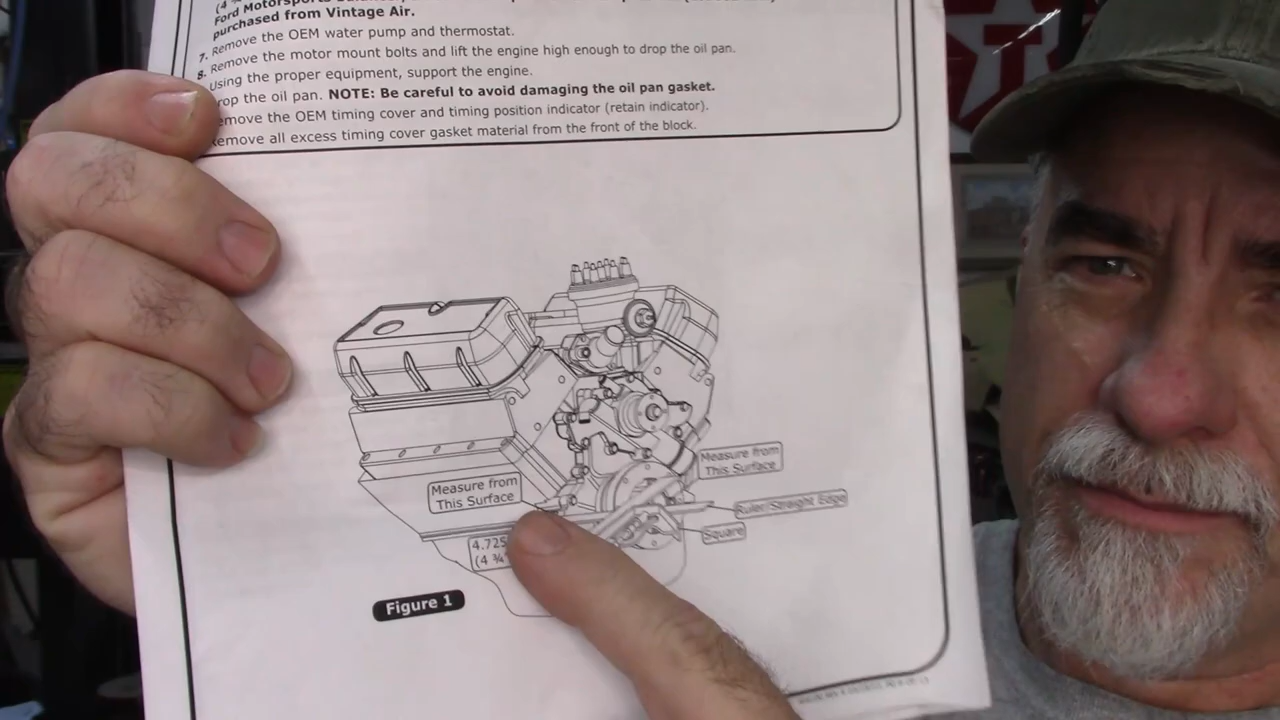 (4
Ford Motorsports
purchased from Vintage Air.
7. Remove the OEM water pump and thermostat.
8. Remove the motor mount bolts and lift the engine high enough to drop the oil pan.
Using the proper equipment, support the engine.
rop the oil pan. NOTE: Be careful to avoid damaging the oil pan gasket.
emove the OEM timing cover and timing position indicator (retain indicator).
emove all excess timing cover gasket material from the front of the block.
Measure from
This Surface
Measure from
This Surface
Ruler/Straight Edge
Square
4.725
(4 ¾
Figure 1
T